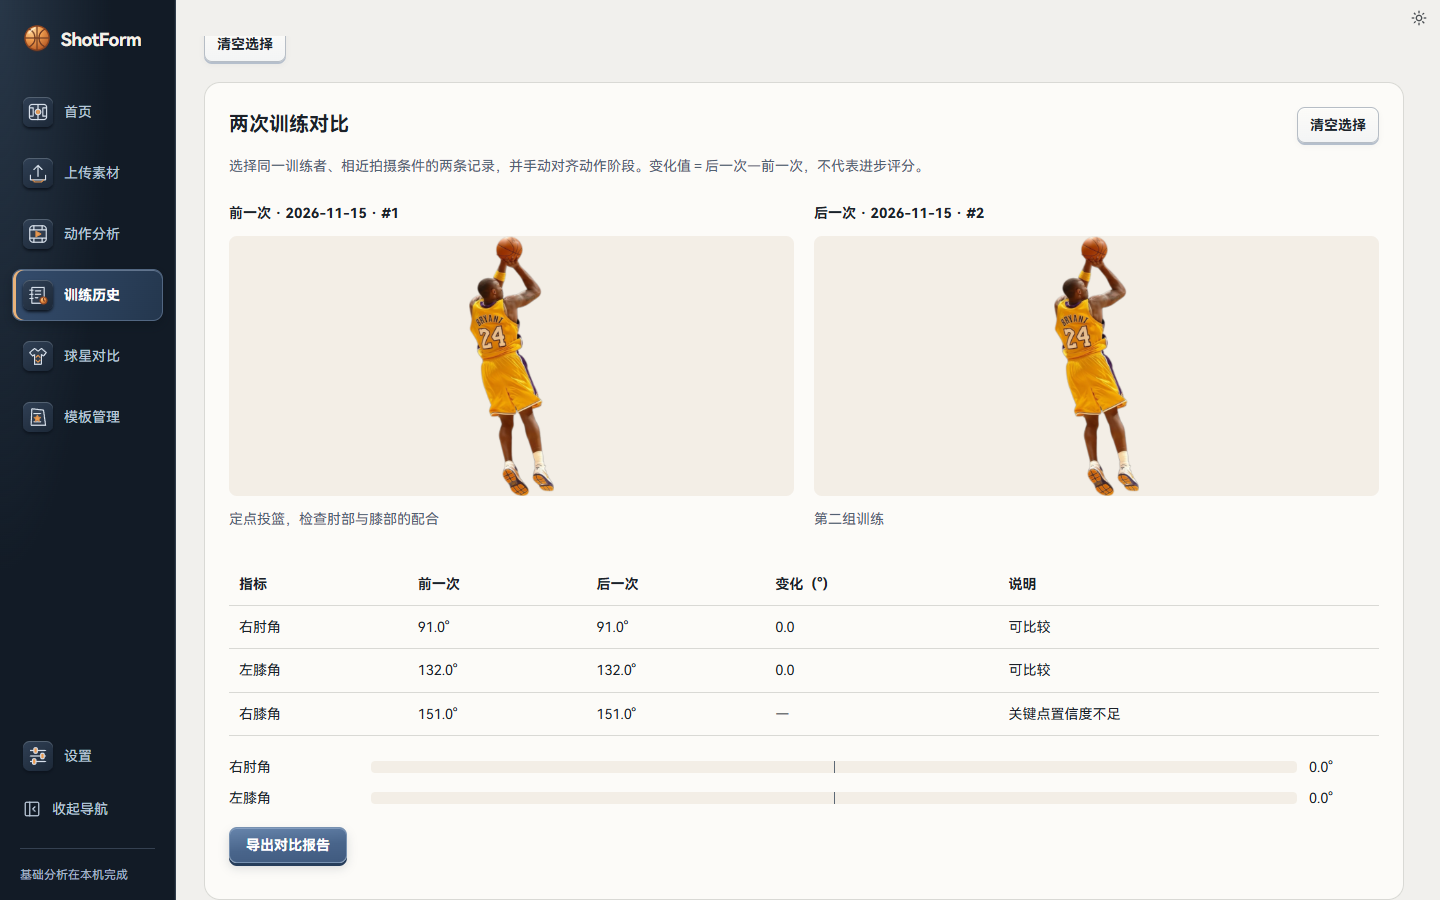 ShotForm
首页
上传素材
动作分析
训练历史
球星对比
模板管理
设置
收起导航
基础分析在本机完成
清空选择
两次训练对比
清空选择
选择同一训练者、相近拍摄条件的两条记录，并手动对齐动作阶段。变化值 = 后一次—前一次，不代表进步评分。
前一次 · 2026-11-15 · #1
后一次 · 2026-11-15 · #2
BRYANT
24
BRYANT
24
定点投篮，检查肘部与膝部的配合
第二组训练
指标 前一次 后一次 变化（°） 说明
右肘角 91.0° 91.0° 0.0 可比较
左膝角 132.0° 132.0° 0.0 可比较
右膝角 151.0° 151.0° — 关键点置信度不足
右肘角 0.0°
左膝角 0.0°
导出对比报告